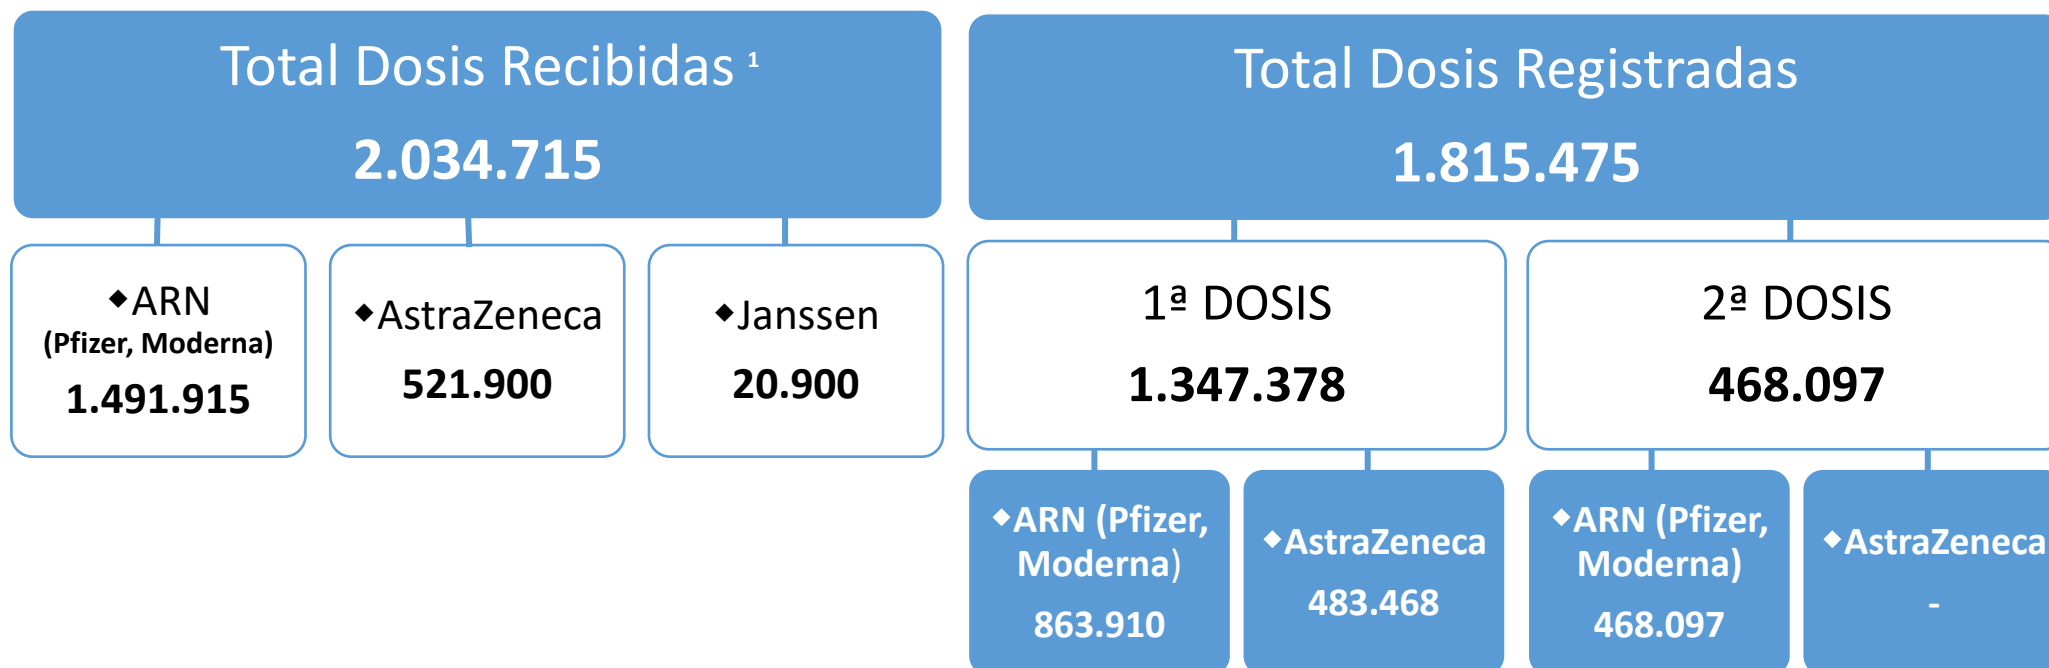 Total Dosis Recibidas ¹
2.034.715
◆ARN
(Pfizer, Moderna)
1.491.915
◆AstraZeneca
521.900
◆Janssen
20.900
Total Dosis Registradas
1.815.475
1ª DOSIS
1.347.378
2ª DOSIS
468.097
◆ARN (Pfizer,
Moderna)
863.910
◆AstraZeneca
483.468
◆ARN (Pfizer,
Moderna)
468.097
◆AstraZeneca
-